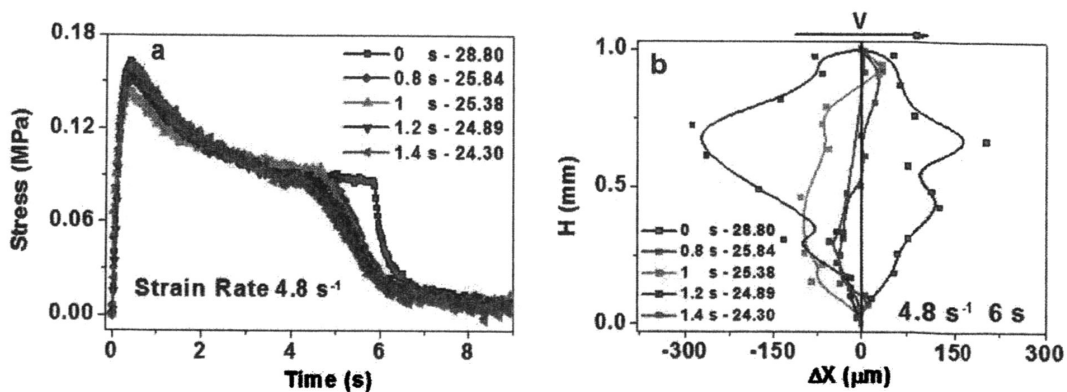 0.18
0.12
0.06
0.00
Stress (MPa)
a
0 s - 28.80
0.8 s - 25.84
1 s - 25.38
1.2 s - 24.89
1.4 s - 24.30
Strain Rate 4.8 s⁻¹
0 2 4 6 8
Time (s)
V
1.0
0.5
0.0
H (mm)
b
0 s - 28.80
0.8 s - 25.84
1 s - 25.38
1.2 s - 24.89
1.4 s - 24.30
4.8 s⁻¹ 6 s
-300 -150 0 150 300
ΔX (μm)